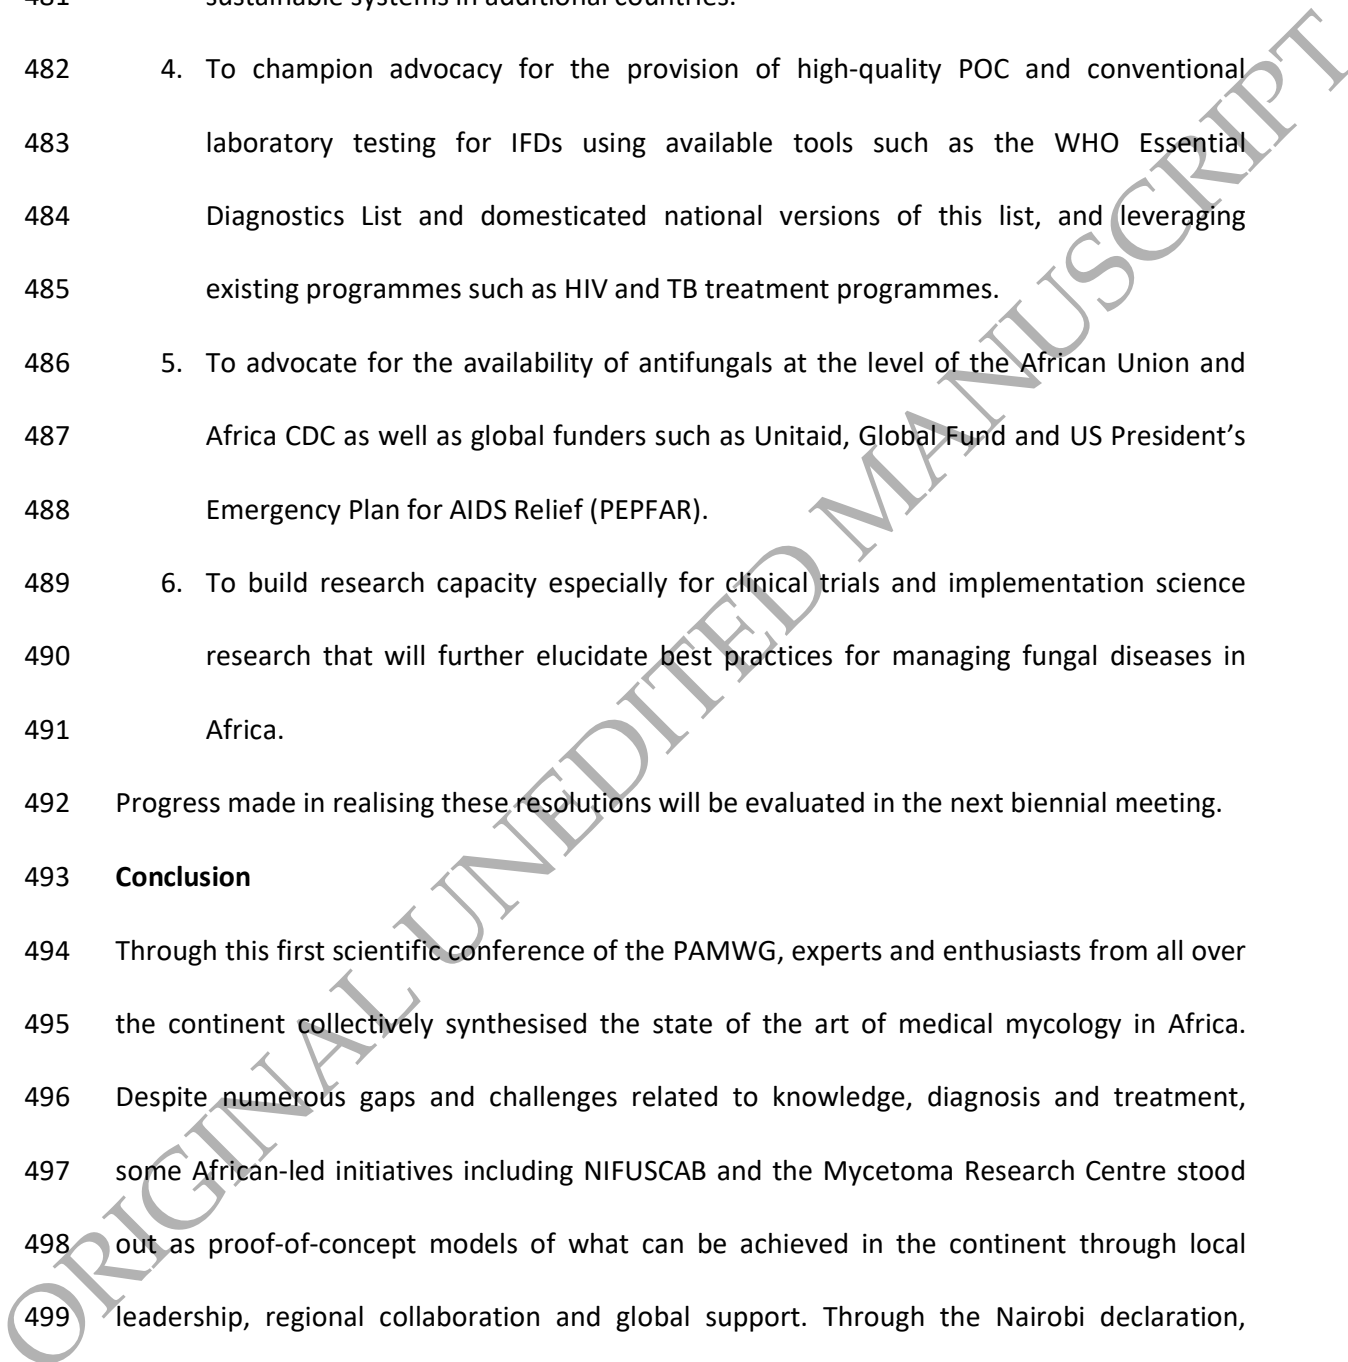 481 sustainable systems in additional countries.
482 4. To champion advocacy for the provision of high-quality POC and conventional
483 laboratory testing for IFDs using available tools such as the WHO Essential
484 Diagnostics List and domesticated national versions of this list, and leveraging
485 existing programmes such as HIV and TB treatment programmes.
486 5. To advocate for the availability of antifungals at the level of the African Union and
487 Africa CDC as well as global funders such as Unitaid, Global Fund and US President’s
488 Emergency Plan for AIDS Relief (PEPFAR).
489 6. To build research capacity especially for clinical trials and implementation science
490 research that will further elucidate best practices for managing fungal diseases in
491 Africa.
492 Progress made in realising these resolutions will be evaluated in the next biennial meeting.
493 Conclusion
494 Through this first scientific conference of the PAMWG, experts and enthusiasts from all over
495 the continent collectively synthesised the state of the art of medical mycology in Africa.
496 Despite numerous gaps and challenges related to knowledge, diagnosis and treatment,
497 some African-led initiatives including NIFUSCAB and the Mycetoma Research Centre stood
498 out as proof-of-concept models of what can be achieved in the continent through local
499 leadership, regional collaboration and global support. Through the Nairobi declaration,
ORIGINAL UNEDITED MANUSCRIPT